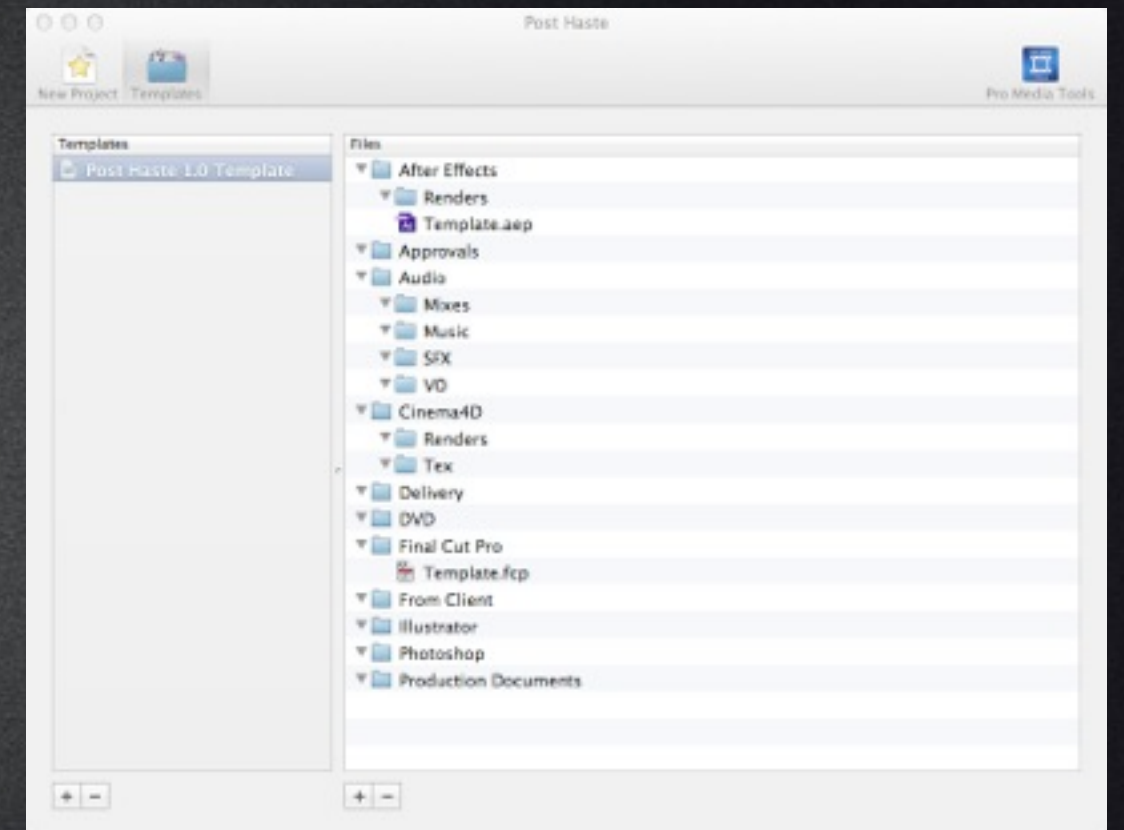 Post Haste
New Project Templates Pro Media Tools
Templates
Post Haste 1.0 Template
Files
After Effects
Renders
Template.aep
Approvals
Audio
Mixes
Music
SFX
VO
Cinema4D
Renders
Tex
Delivery
DVD
Final Cut Pro
Template.fcp
From Client
Illustrator
Photoshop
Production Documents